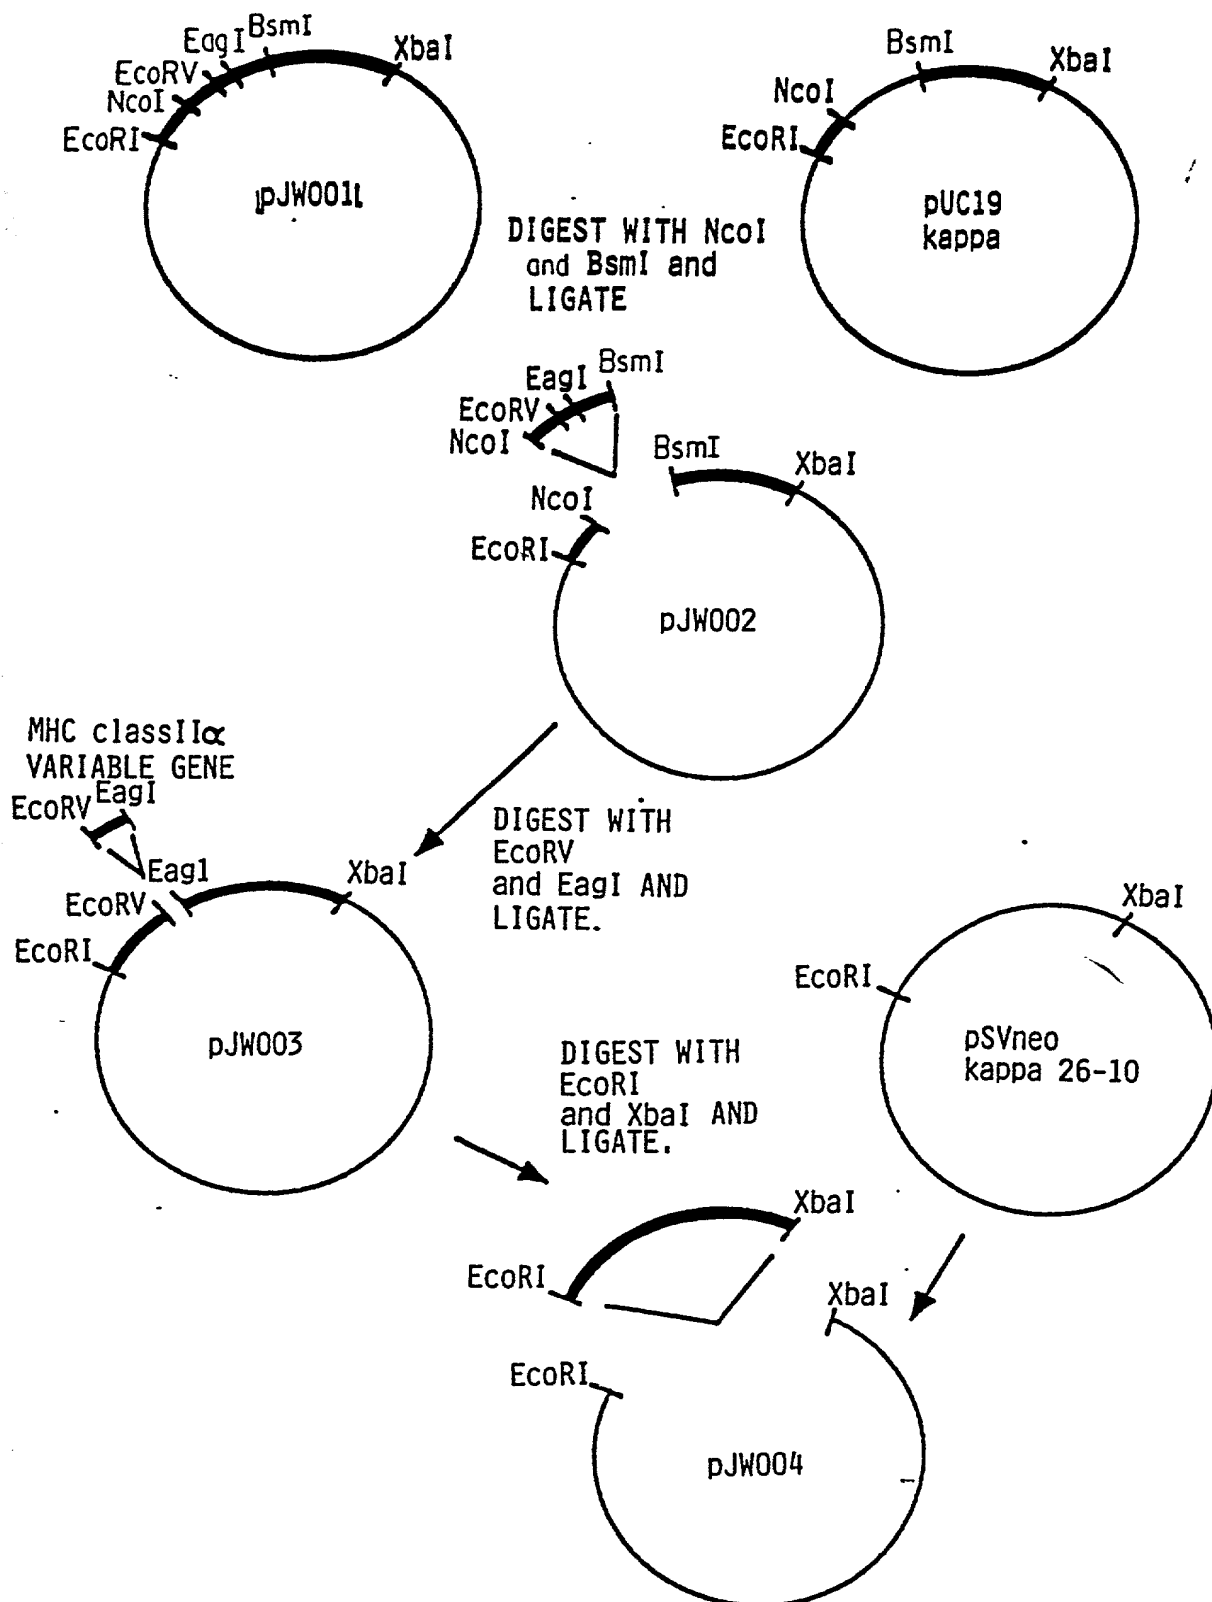 EcoRI
NcoI
EcoRV
EagI
BsmI
XbaI
pJW001
EcoRI
NcoI
BsmI
XbaI
pUC19
kappa
DIGEST WITH NcoI
and BsmI and
LIGATE
NcoI
EcoRV
EagI
BsmI
EcoRI
NcoI
BsmI
XbaI
pJW002
MHC classIIα
VARIABLE GENE
EcoRV
EagI
EcoRI
EcoRV
Eag1
XbaI
pJW003
DIGEST WITH
EcoRV
and EagI AND
LIGATE.
EcoRI
XbaI
pSVneo
kappa 26-10
DIGEST WITH
EcoRI
and XbaI AND
LIGATE.
EcoRI
XbaI
EcoRI
XbaI
pJW004